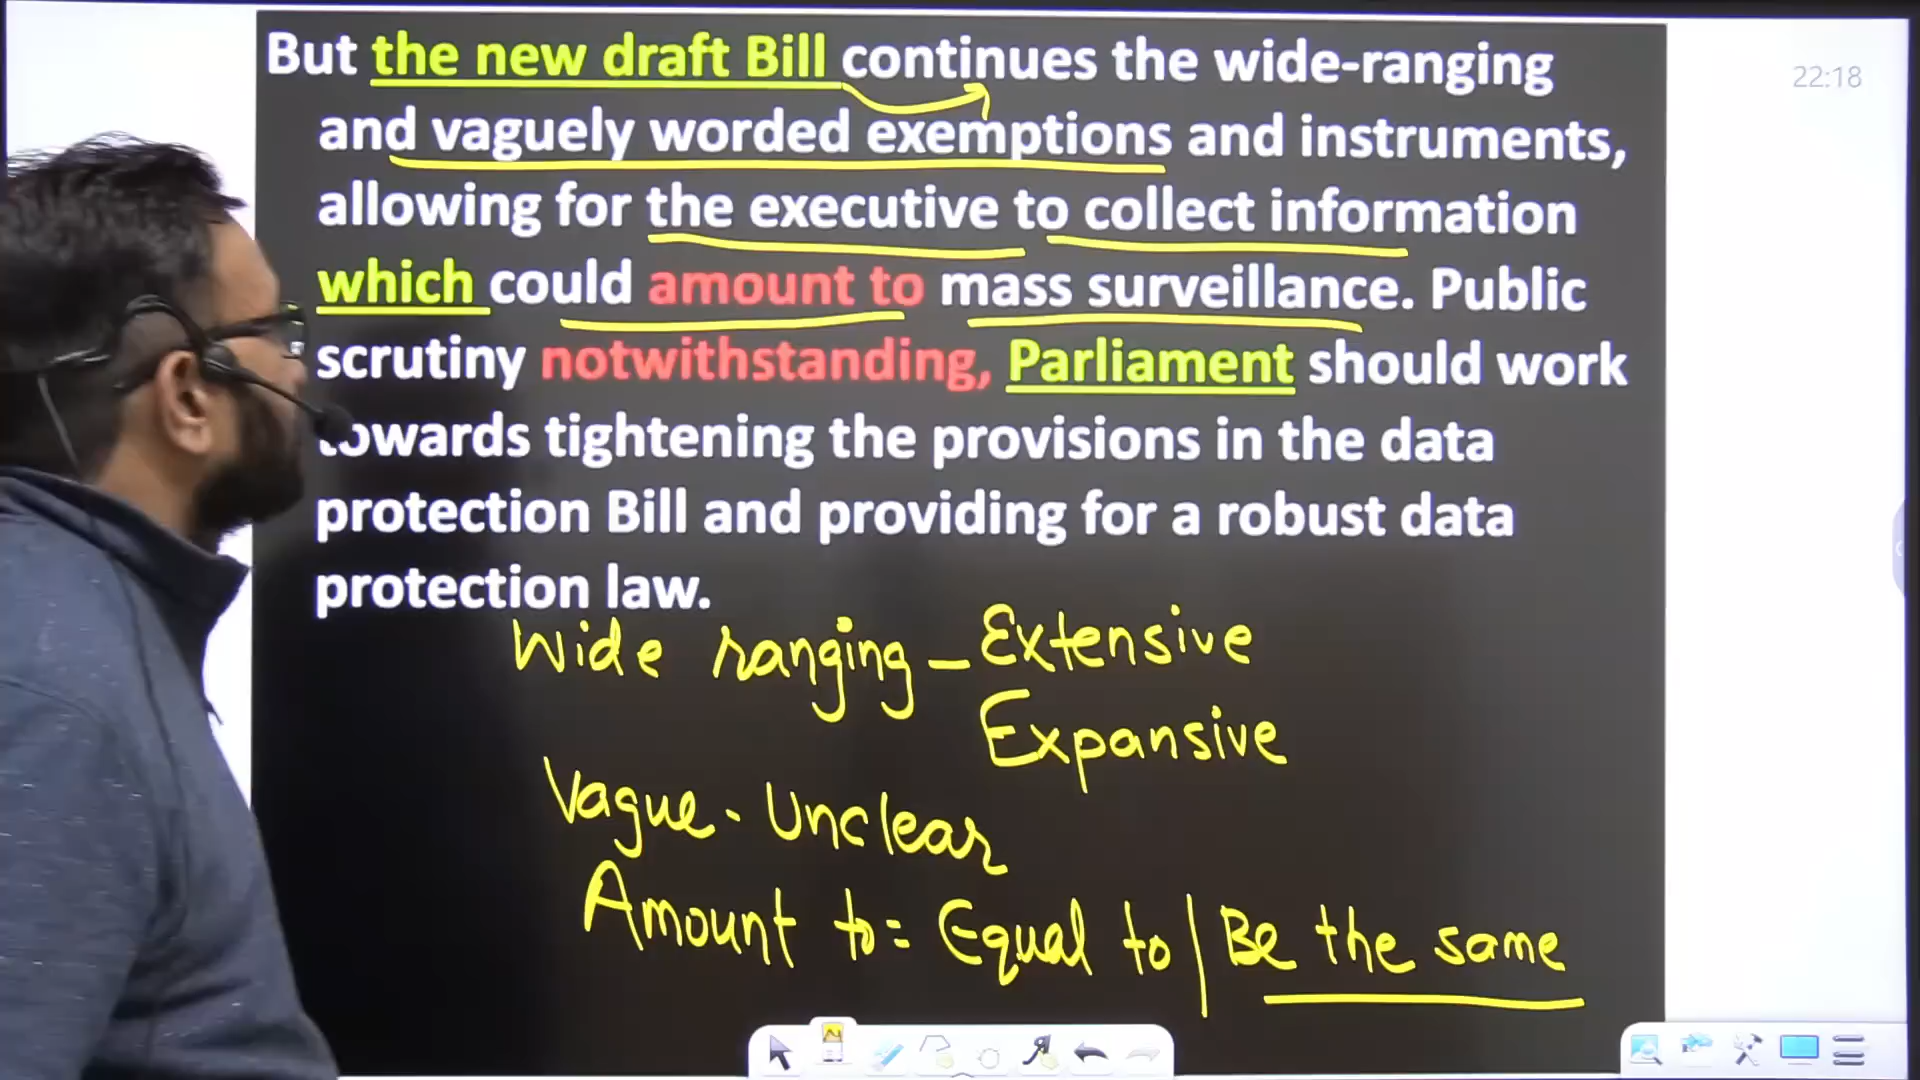 But the new draft Bill continues the wide-ranging
22:18
and vaguely worded exemptions and instruments,
allowing for the executive to collect information
which could amount to mass surveillance. Public
scrutiny notwithstanding, Parliament should work
towards tightening the provisions in the data
protection Bill and providing for a robust data
protection law.
Wide ranging – Extensive
Expansive
Vague - Unclear
Amount to = Equal to | Be the same